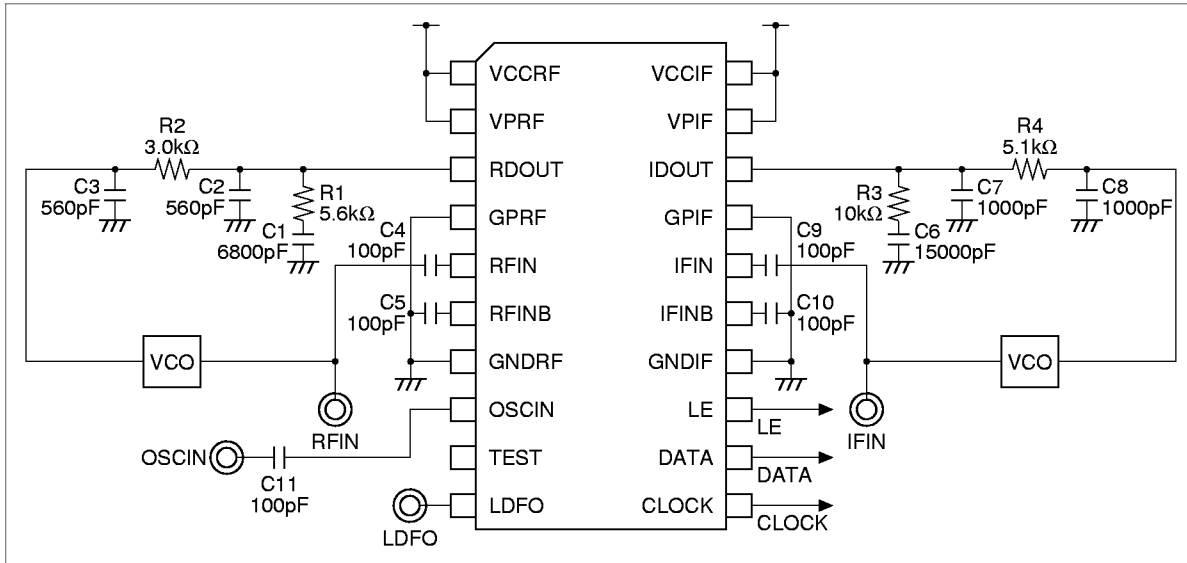 VCCRF
VPRF
RDOUT
GPRF
RFIN
RFINB
GNDRF
OSCIN
TEST
LDFO
VCCIF
VPIF
IDOUT
GPIF
IFIN
IFINB
GNDIF
LE
DATA
CLOCK
R2
3.0kΩ
C3
560pF
C2
560pF
R1
5.6kΩ
C1
6800pF
C4
100pF
C5
100pF
VCO
RFIN
OSCIN
C11
100pF
LDFO
R4
5.1kΩ
R3
10kΩ
C7
1000pF
C8
1000pF
C6
15000pF
C9
100pF
C10
100pF
VCO
IFIN
LE
DATA
CLOCK